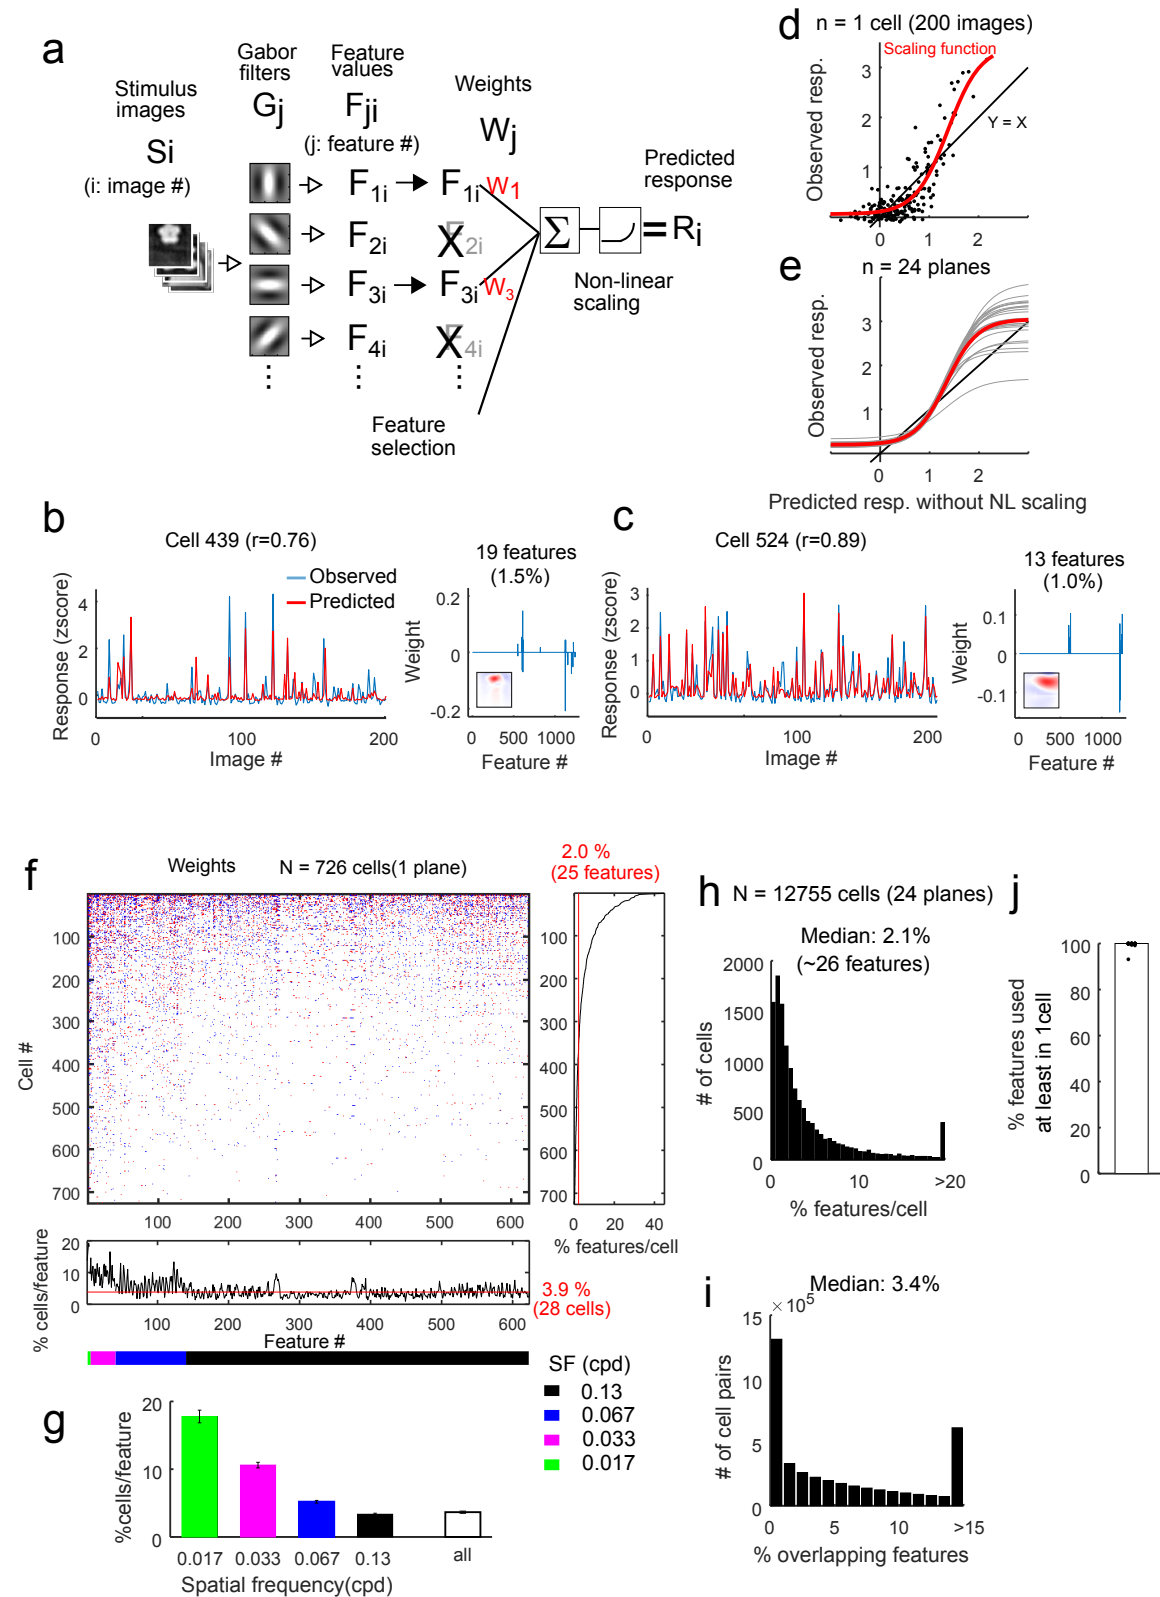 a
Stimulus
images
Si
(i: image #)
Gabor
filters
Gj
Feature
values
Fji
(j: feature #)
Weights
Wj
F1i
F1i
W1
F2i
F2i
X
F3i
F3i
W3
F4i
F4i
X
Feature
selection
Σ
Non-linear
scaling
Predicted
response
= Ri
d
n = 1 cell (200 images)
Scaling function
Y = X
Observed resp.
3
2
1
0
0 1 2
e
n = 24 planes
Observed resp.
3
2
1
0 1 2
Predicted resp. without NL scaling
b
Cell 439 (r=0.76)
Observed
Predicted
Response (zscore)
4
2
0
0 100 200
Image #
19 features
(1.5%)
Weight
0.2
0
-0.2
0 500 1000
Feature #
c
Cell 524 (r=0.89)
Response (zscore)
3
2
1
0
0 100 200
Image #
13 features
(1.0%)
Weight
0.1
0
-0.1
0 500 1000
Feature #
f
Weights N = 726 cells(1 plane)
Cell #
100
200
300
400
500
600
700
100 200 300 400 500 600
2.0 %
(25 features)
100
200
300
400
500
600
700
0 20 40
% features/cell
% cells/feature
20
10
0
100 200 300 400 500 600
Feature #
3.9 %
(28 cells)
SF (cpd)
0.13
0.067
0.033
0.017
g
%cells/feature
20
10
0
0.017 0.033 0.067 0.13 all
Spatial frequency(cpd)
h
N = 12755 cells (24 planes)
Median: 2.1%
(~26 features)
# of cells
2000
1500
1000
500
0
0 10 >20
% features/cell
j
% features used
at least in 1cell
100
80
60
40
20
0
i
Median: 3.4%
× 10^5
# of cell pairs
15
10
5
0
0 5 10 >15
% overlapping features